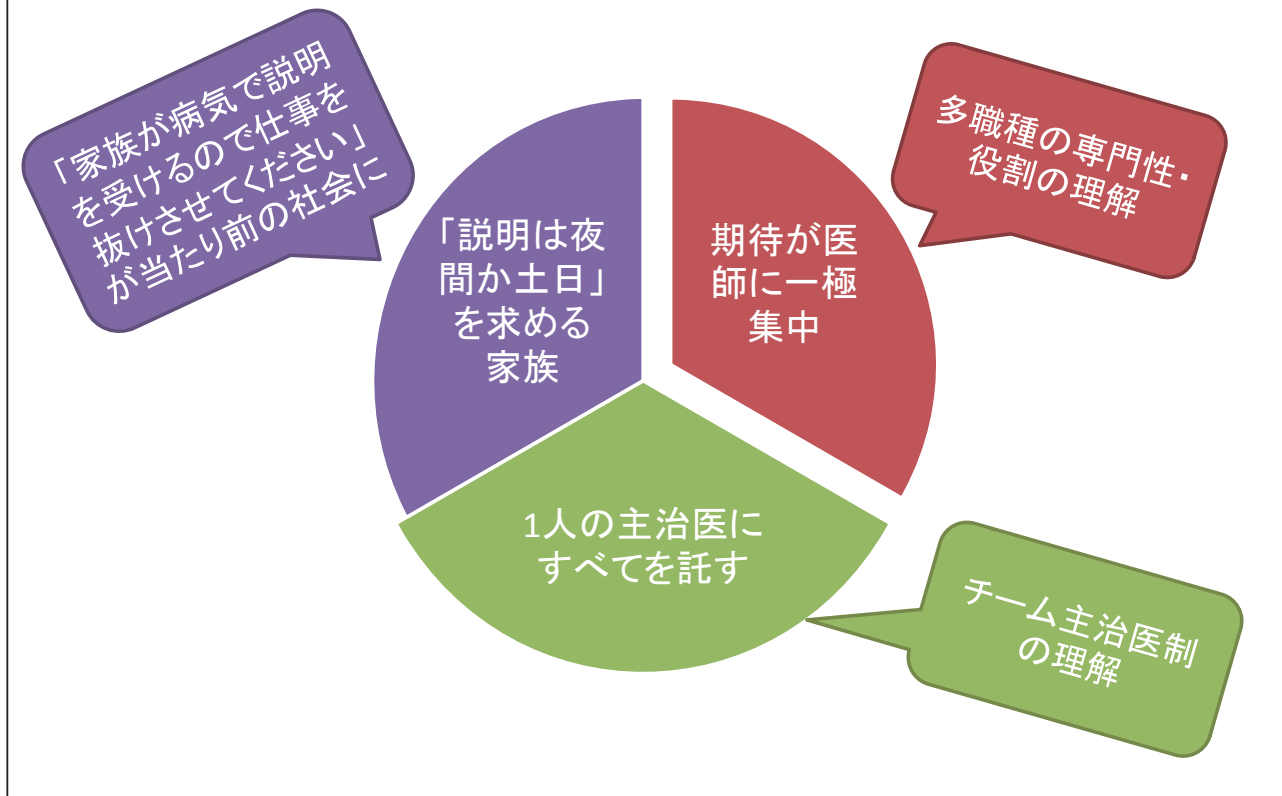 「家族が病気で説明
を受けるので仕事を
抜けさせてください」
が当たり前の社会に
多職種の専門性・
役割の理解
「説明は夜
間か土日」
を求める
家族
期待が医
師に一極
集中
1人の主治医に
すべてを託す
チーム主治医制
の理解